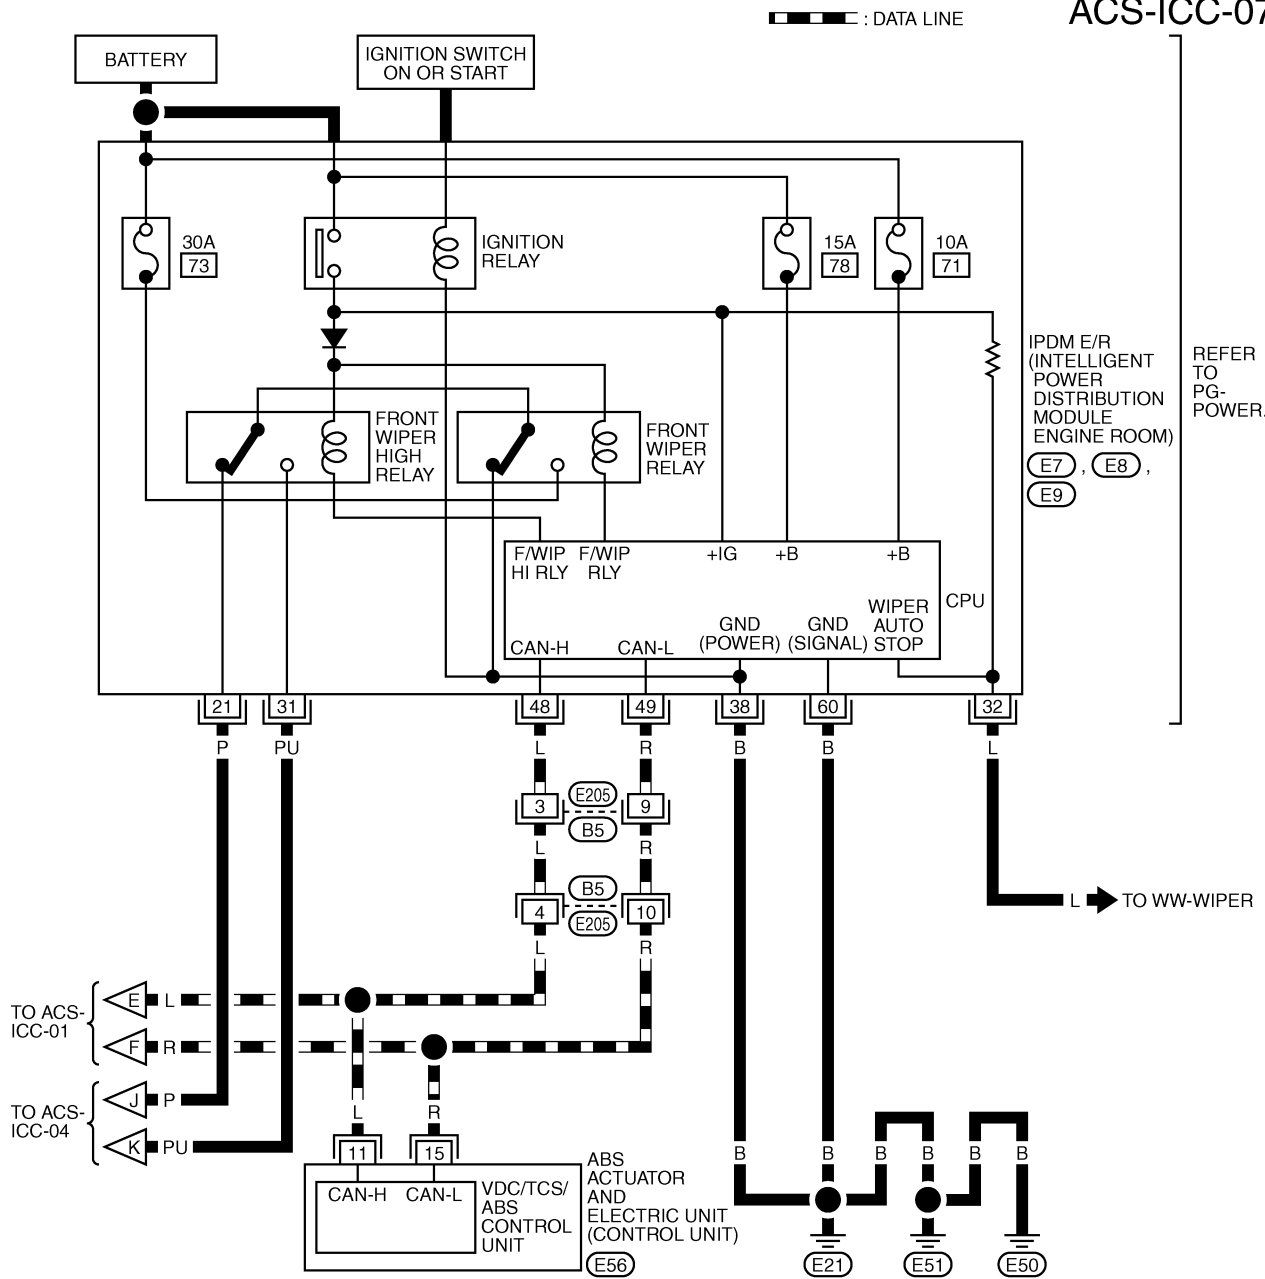 : DATA LINE
ACS-ICC-07
BATTERY
IGNITION SWITCH
ON OR START
30A
73
IGNITION
RELAY
15A
78
10A
71
IPDM E/R
(INTELLIGENT
POWER
DISTRIBUTION
MODULE
ENGINE ROOM)
E7 , E8 ,
E9
REFER
TO
PG-
POWER.
FRONT
WIPER
HIGH
RELAY
FRONT
WIPER
RELAY
F/WIP
HI RLY
F/WIP
RLY
+IG
+B
+B
CPU
CAN-H
CAN-L
GND
(POWER)
GND
(SIGNAL)
WIPER
AUTO
STOP
21
31
48
49
38
60
32
P
PU
L
R
B
B
L
3
E205
B5
9
L
R
4
B5
E205
10
L
R
L
TO WW-WIPER
TO ACS-
ICC-01
E
L
F
R
TO ACS-
ICC-04
J
P
K
PU
L
R
11
15
CAN-H
CAN-L
VDC/TCS/
ABS
CONTROL
UNIT
ABS
ACTUATOR
AND
ELECTRIC UNIT
(CONTROL UNIT)
E56
B
B
B
B
B
B
E21
E51
E50